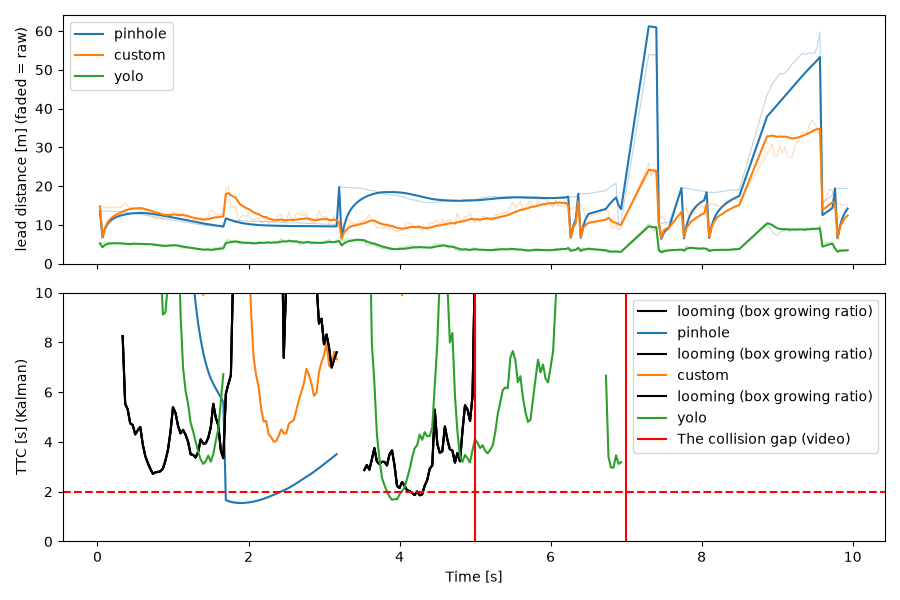 lead distance [m] (faded = raw)
60
50
40
30
20
10
0
pinhole
custom
yolo
TTC [s] (Kalman)
10
8
6
4
2
0
looming (box growing ratio)
pinhole
looming (box growing ratio)
custom
looming (box growing ratio)
yolo
The collision gap (video)
0 2 4 6 8 10
Time [s]